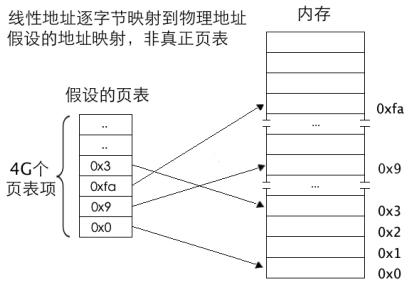 线性地址逐字节映射到物理地址
假设的地址映射，非真正页表
内存
假设的页表
4G个
页表项
..
..
0x3
0xfa
0x9
0x0
0xfa
...
0x9
...
0x3
0x2
0x1
0x0